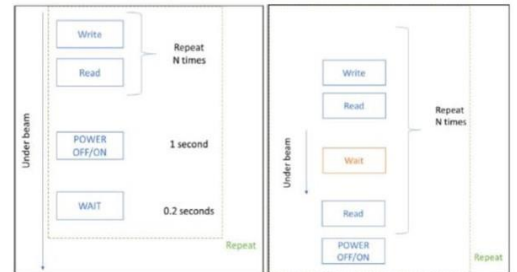 Write
Repeat
N times
Read
Under beam
POWER
OFF/ON
1 second
WAIT
0.2 seconds
Repeat
Write
Read
Repeat
N times
Under beam
Wait
Read
POWER
OFF/ON
Repeat